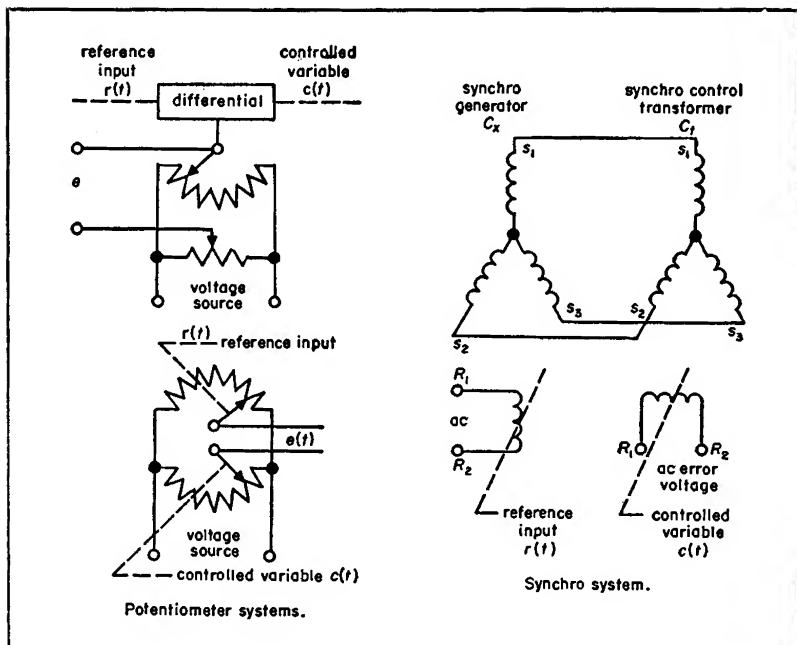 reference
input
r(t)
controlled
variable
c(t)
differential
e
voltage
source
r(t)
reference input
e(t)
voltage
source
controlled variable c(t)
Potentiometer systems.
synchro
generator
Cx
synchro control
transformer
Ct
s1
s1
s3
s2
s2
s3
R1
ac
R2
R1
R2
ac error
voltage
reference
input
r(t)
controlled
variable
c(t)
Synchro system.